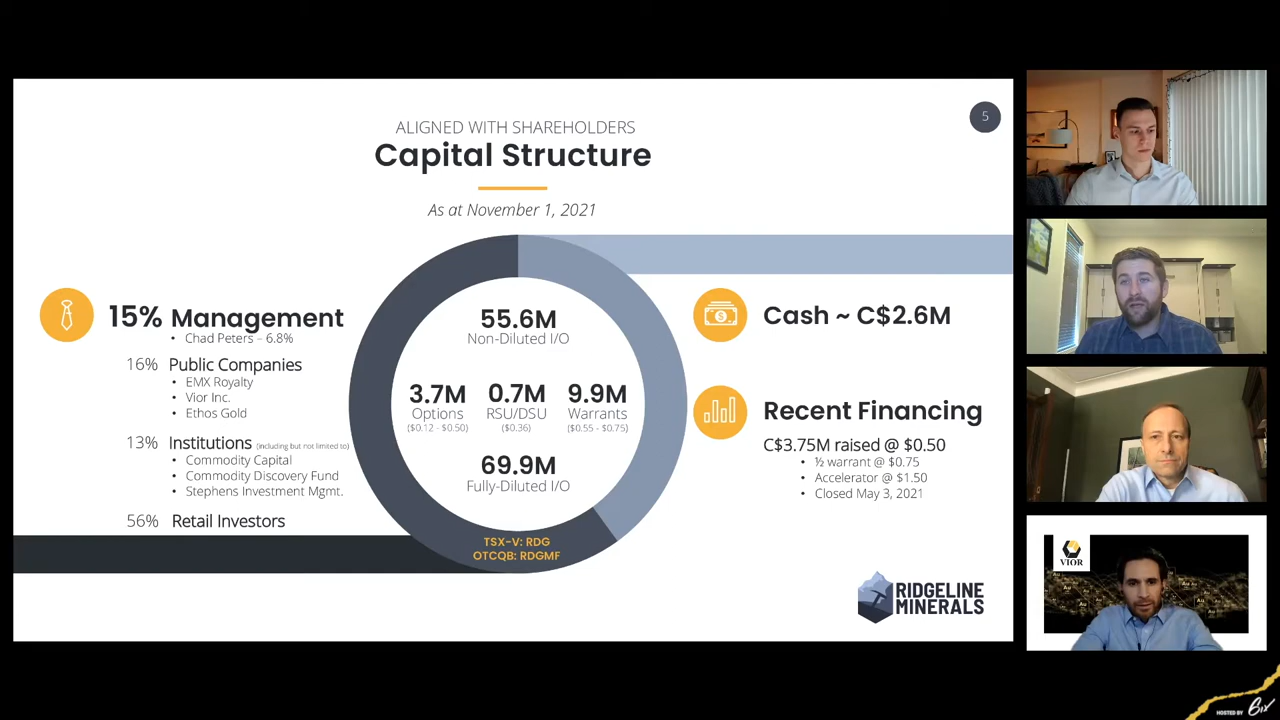 5
ALIGNED WITH SHAREHOLDERS
Capital Structure
As at November 1, 2021
15% Management
• Chad Peters – 6.8%
16% Public Companies
• EMX Royalty
• Vior Inc.
• Ethos Gold
13% Institutions (including but not limited to)
• Commodity Capital
• Commodity Discovery Fund
• Stephens Investment Mgmt.
56% Retail Investors
55.6M
Non-Diluted I/O
3.7M 0.7M 9.9M
Options RSU/DSU Warrants
($0.12 - $0.50) ($0.36) ($0.55 - $0.75)
69.9M
Fully-Diluted I/O
TSX-V: RDG
OTCQB: RDGMF
Cash ~ C$2.6M
Recent Financing
C$3.75M raised @ $0.50
• ½ warrant @ $0.75
• Accelerator @ $1.50
• Closed May 3, 2021
RIDGELINE
MINERALS
VIOR
HOSTED BY 6ix